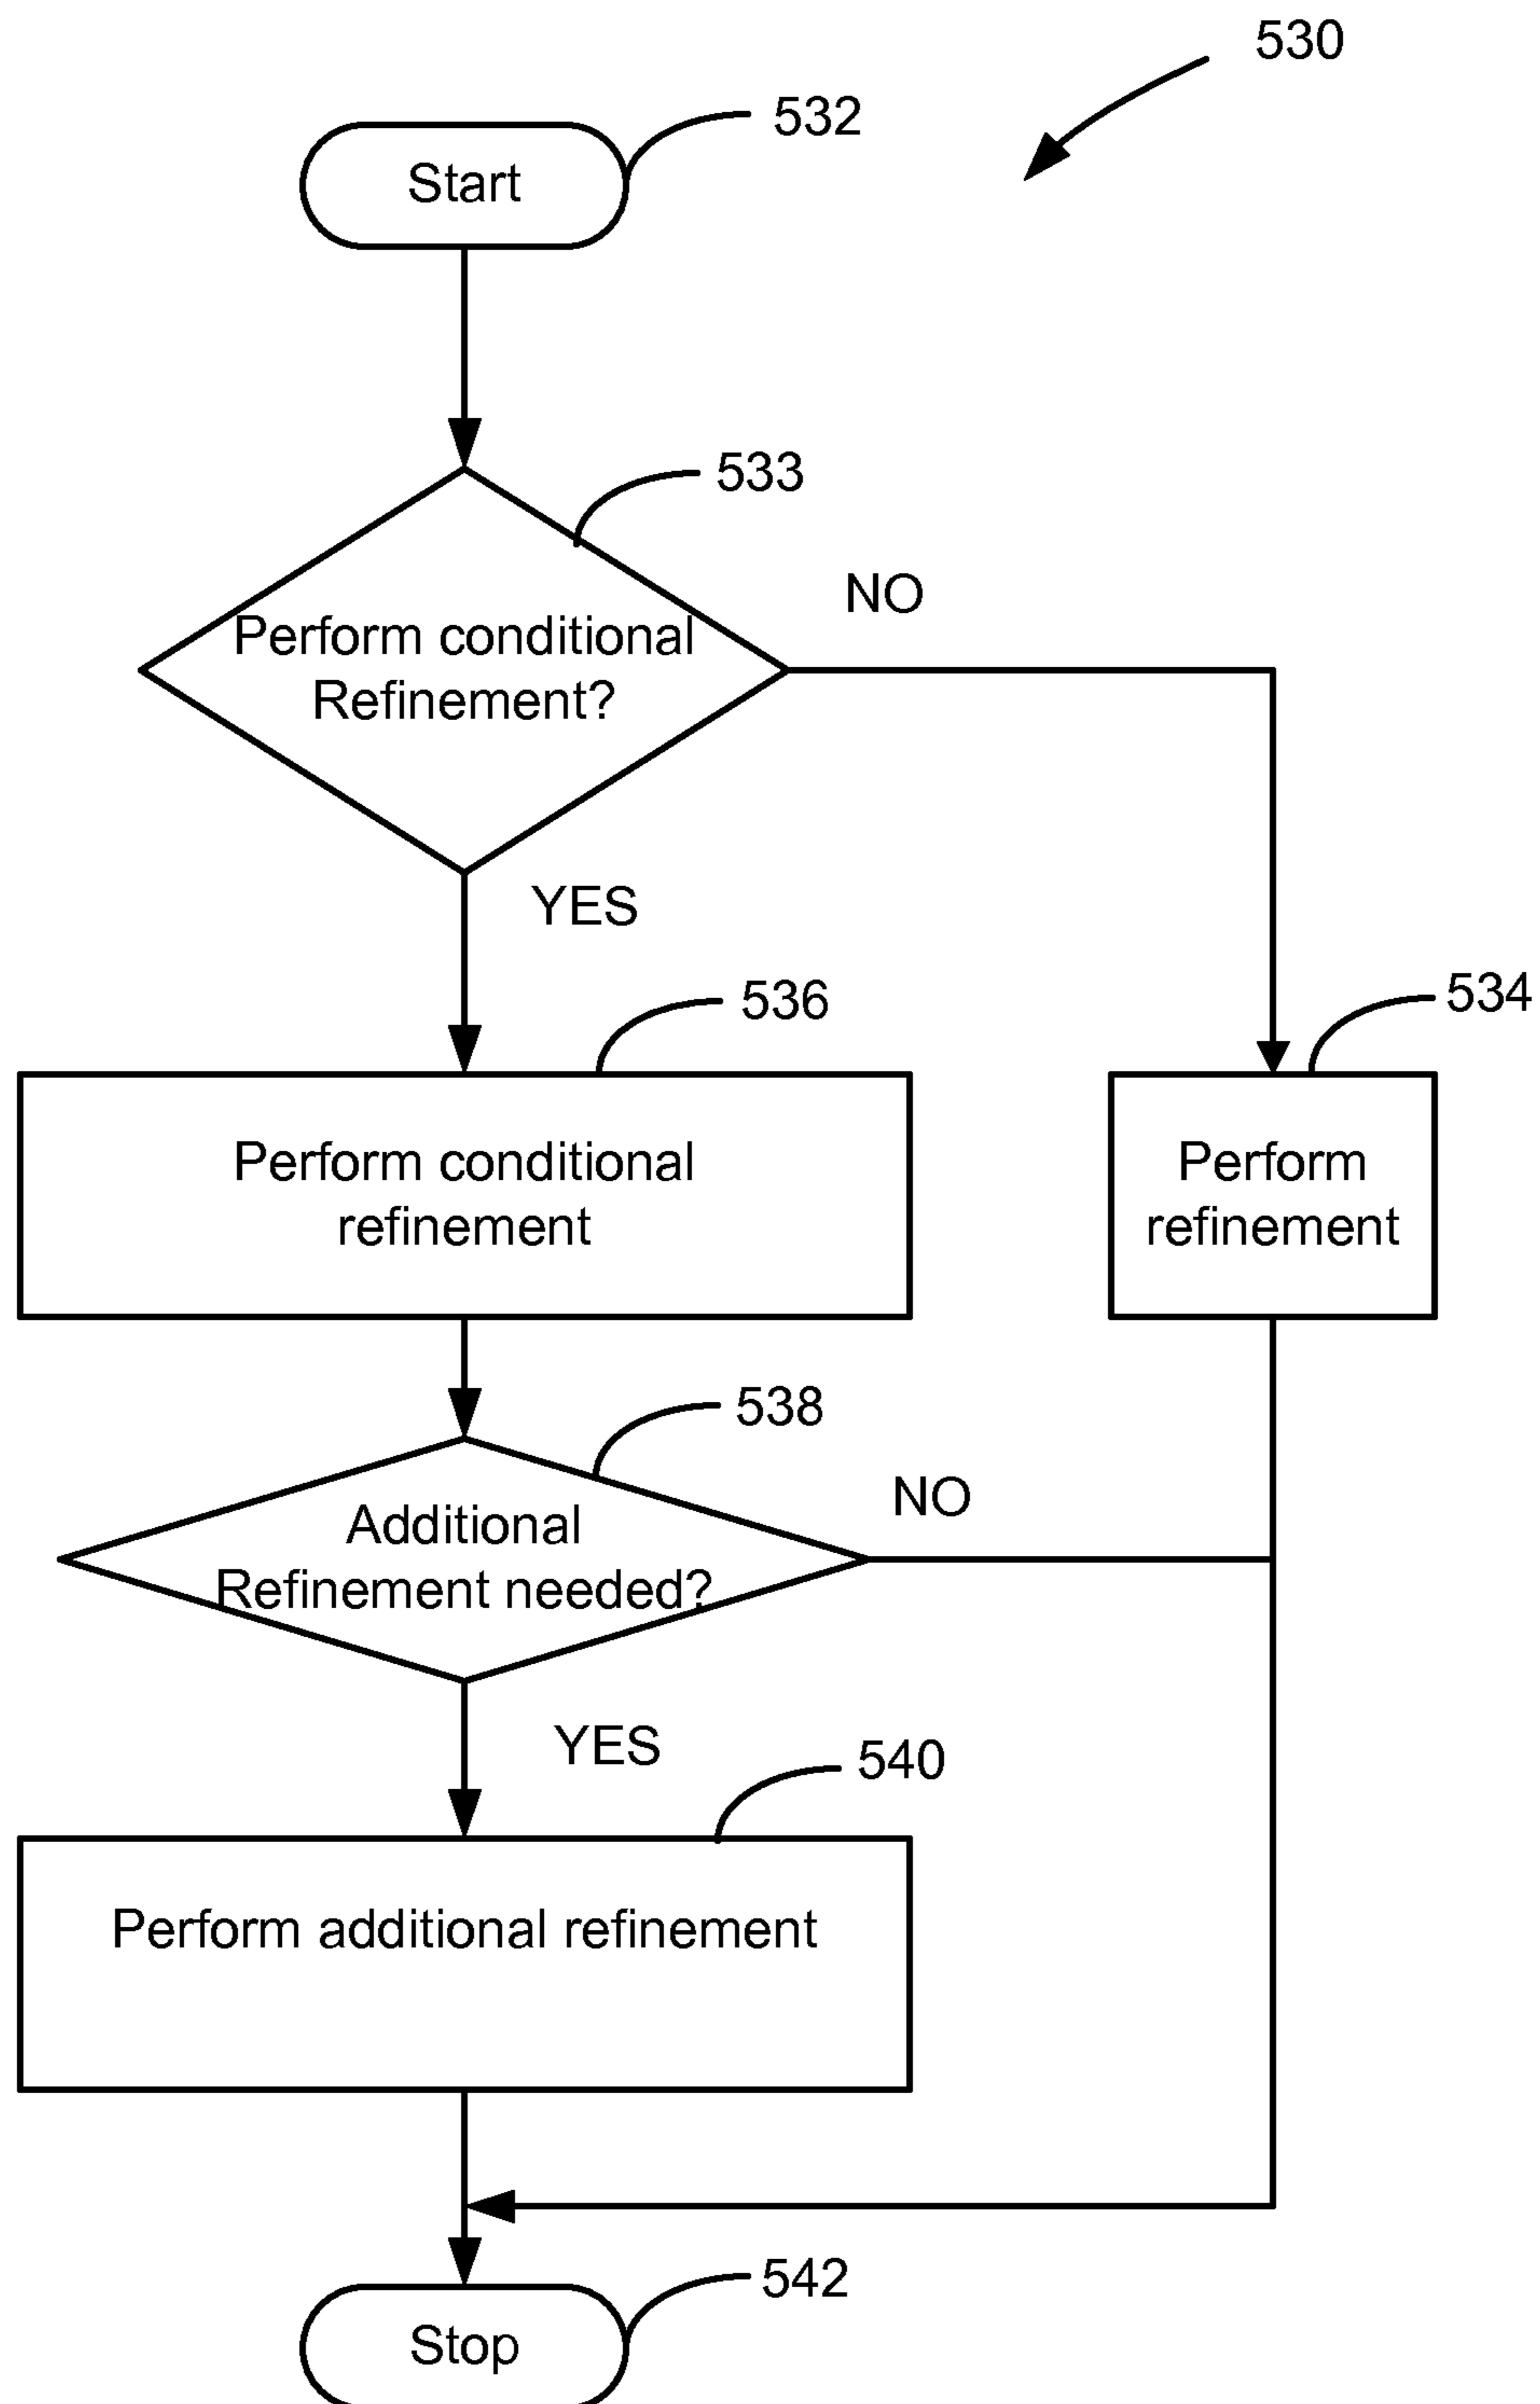 530
532
Start
533
NO
Perform conditional
Refinement?
YES
536
534
Perform conditional
refinement
Perform
refinement
538
NO
Additional
Refinement needed?
YES
540
Perform additional refinement
542
Stop